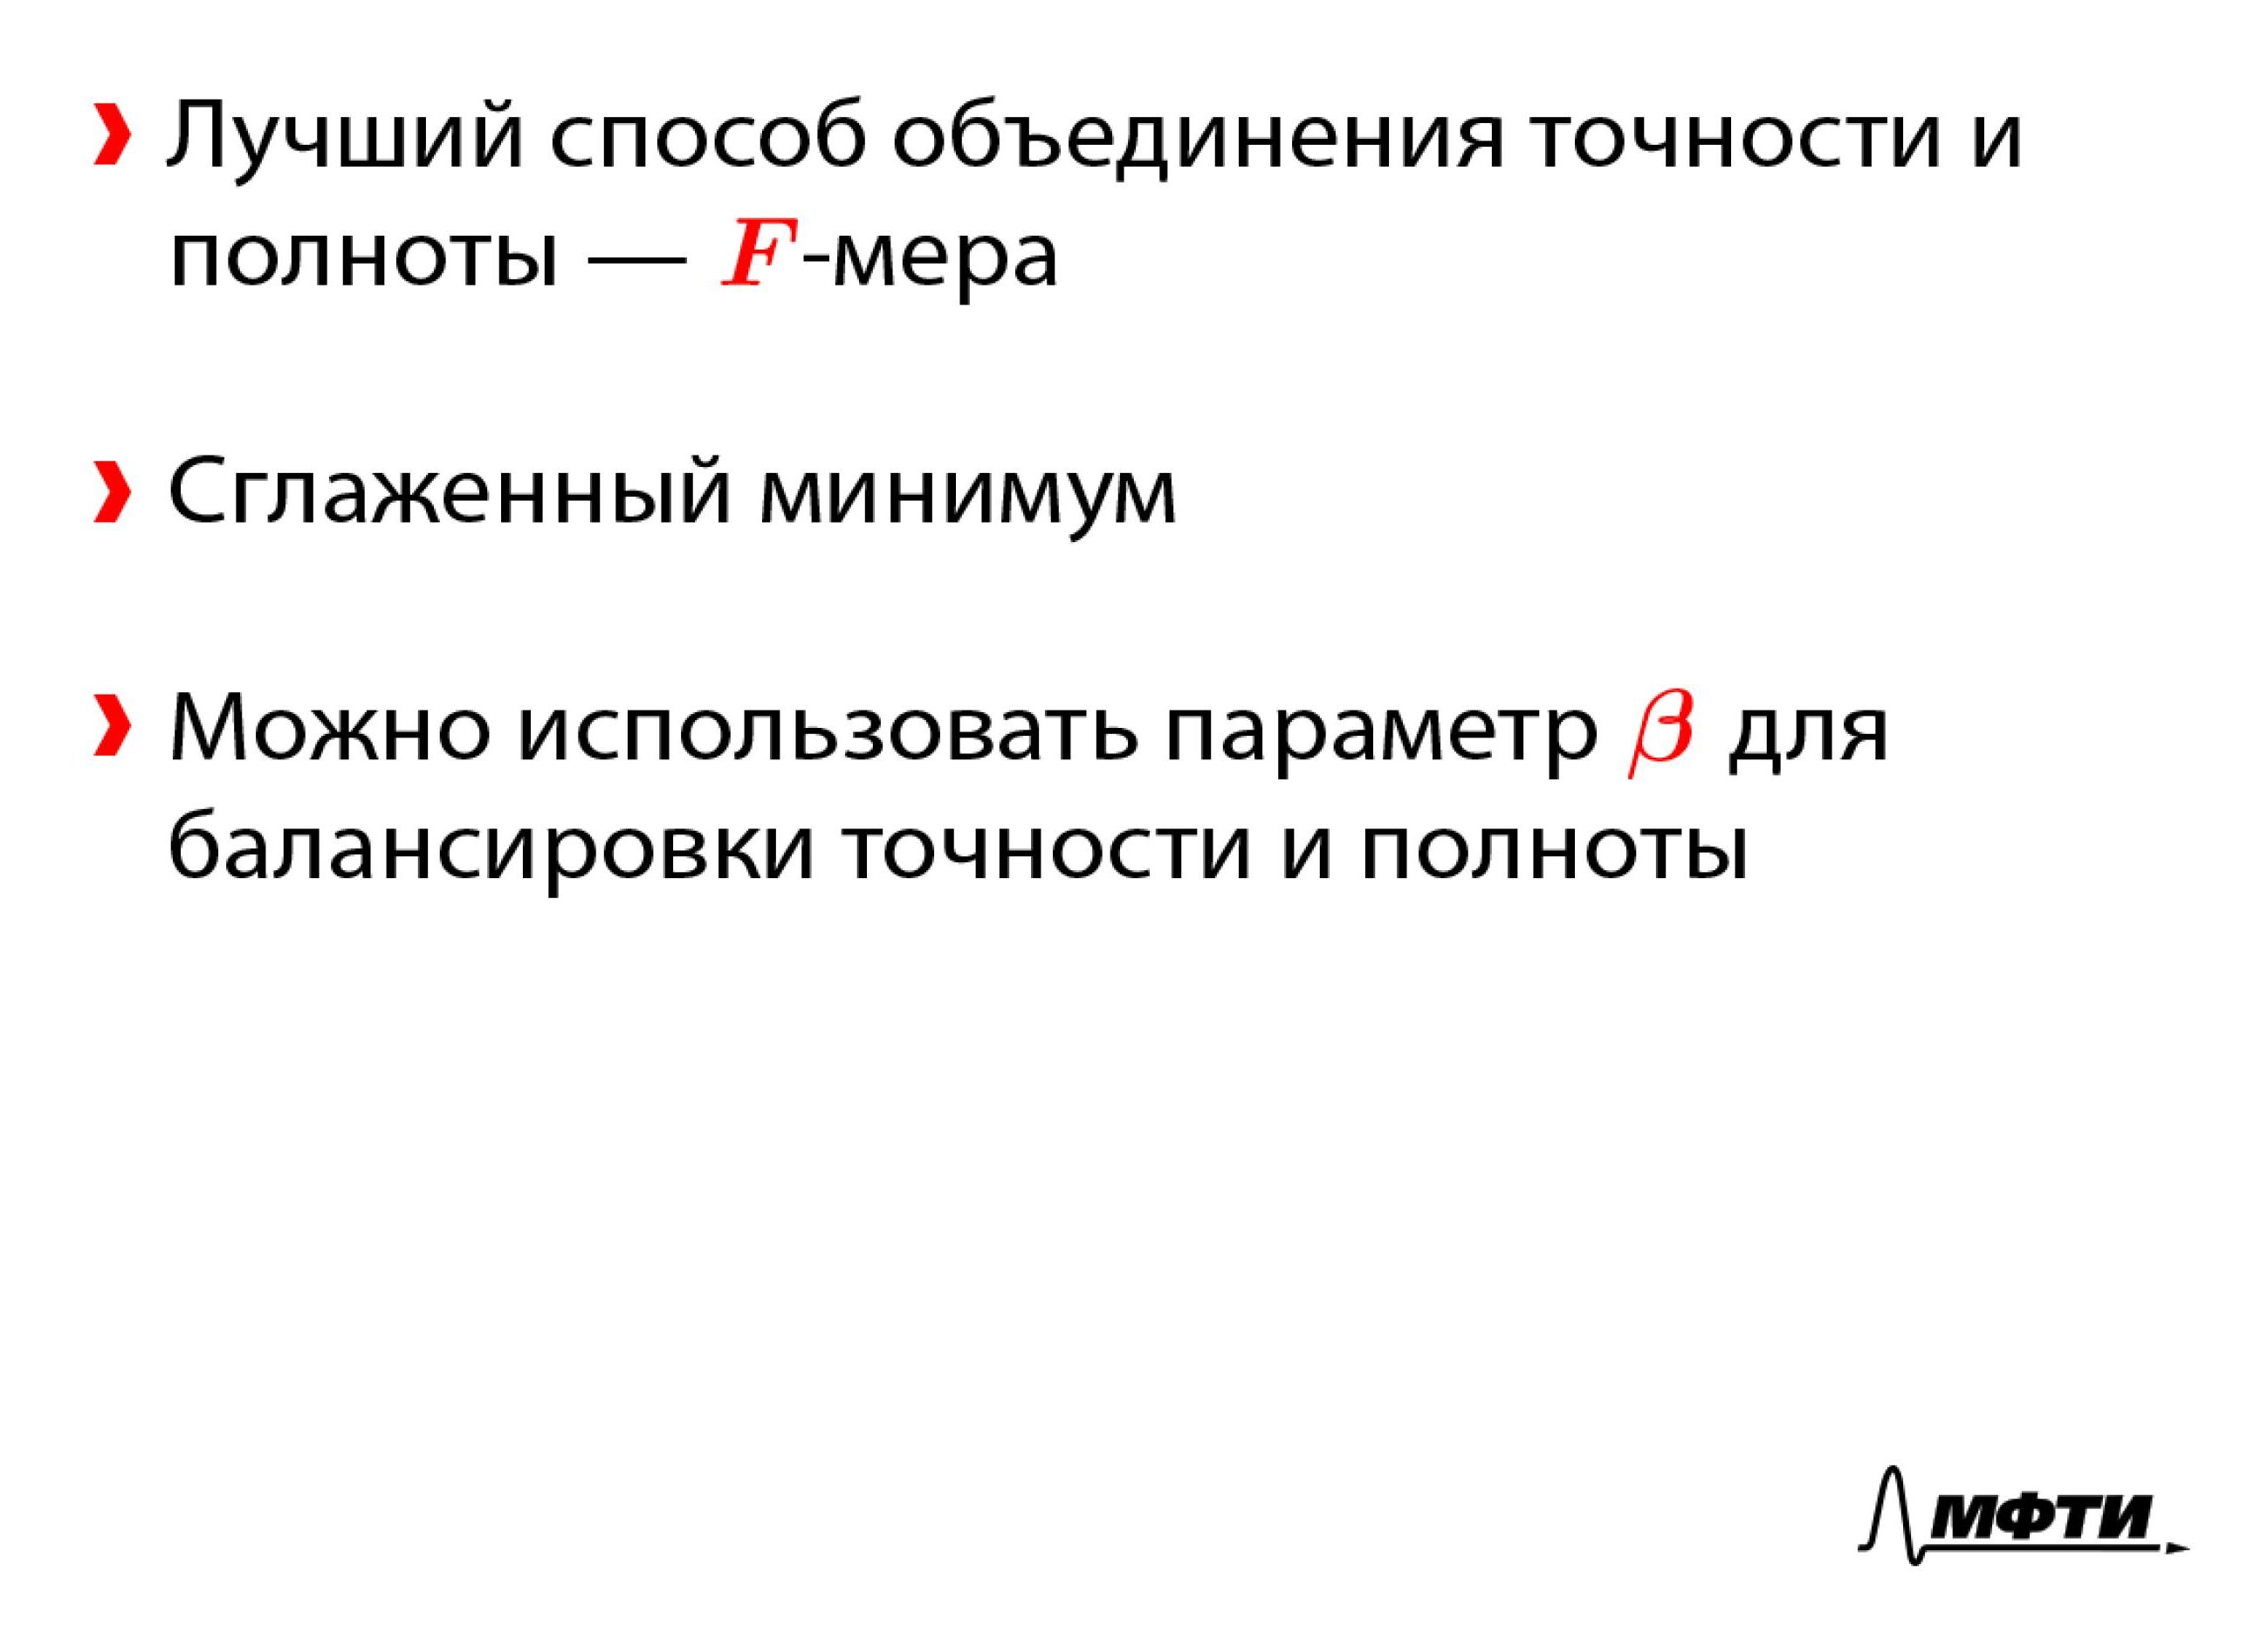 Лучший способ объединения точности и
полноты — F-мера
Сглаженный минимум
Можно использовать параметр β для
балансировки точности и полноты
МФТИ